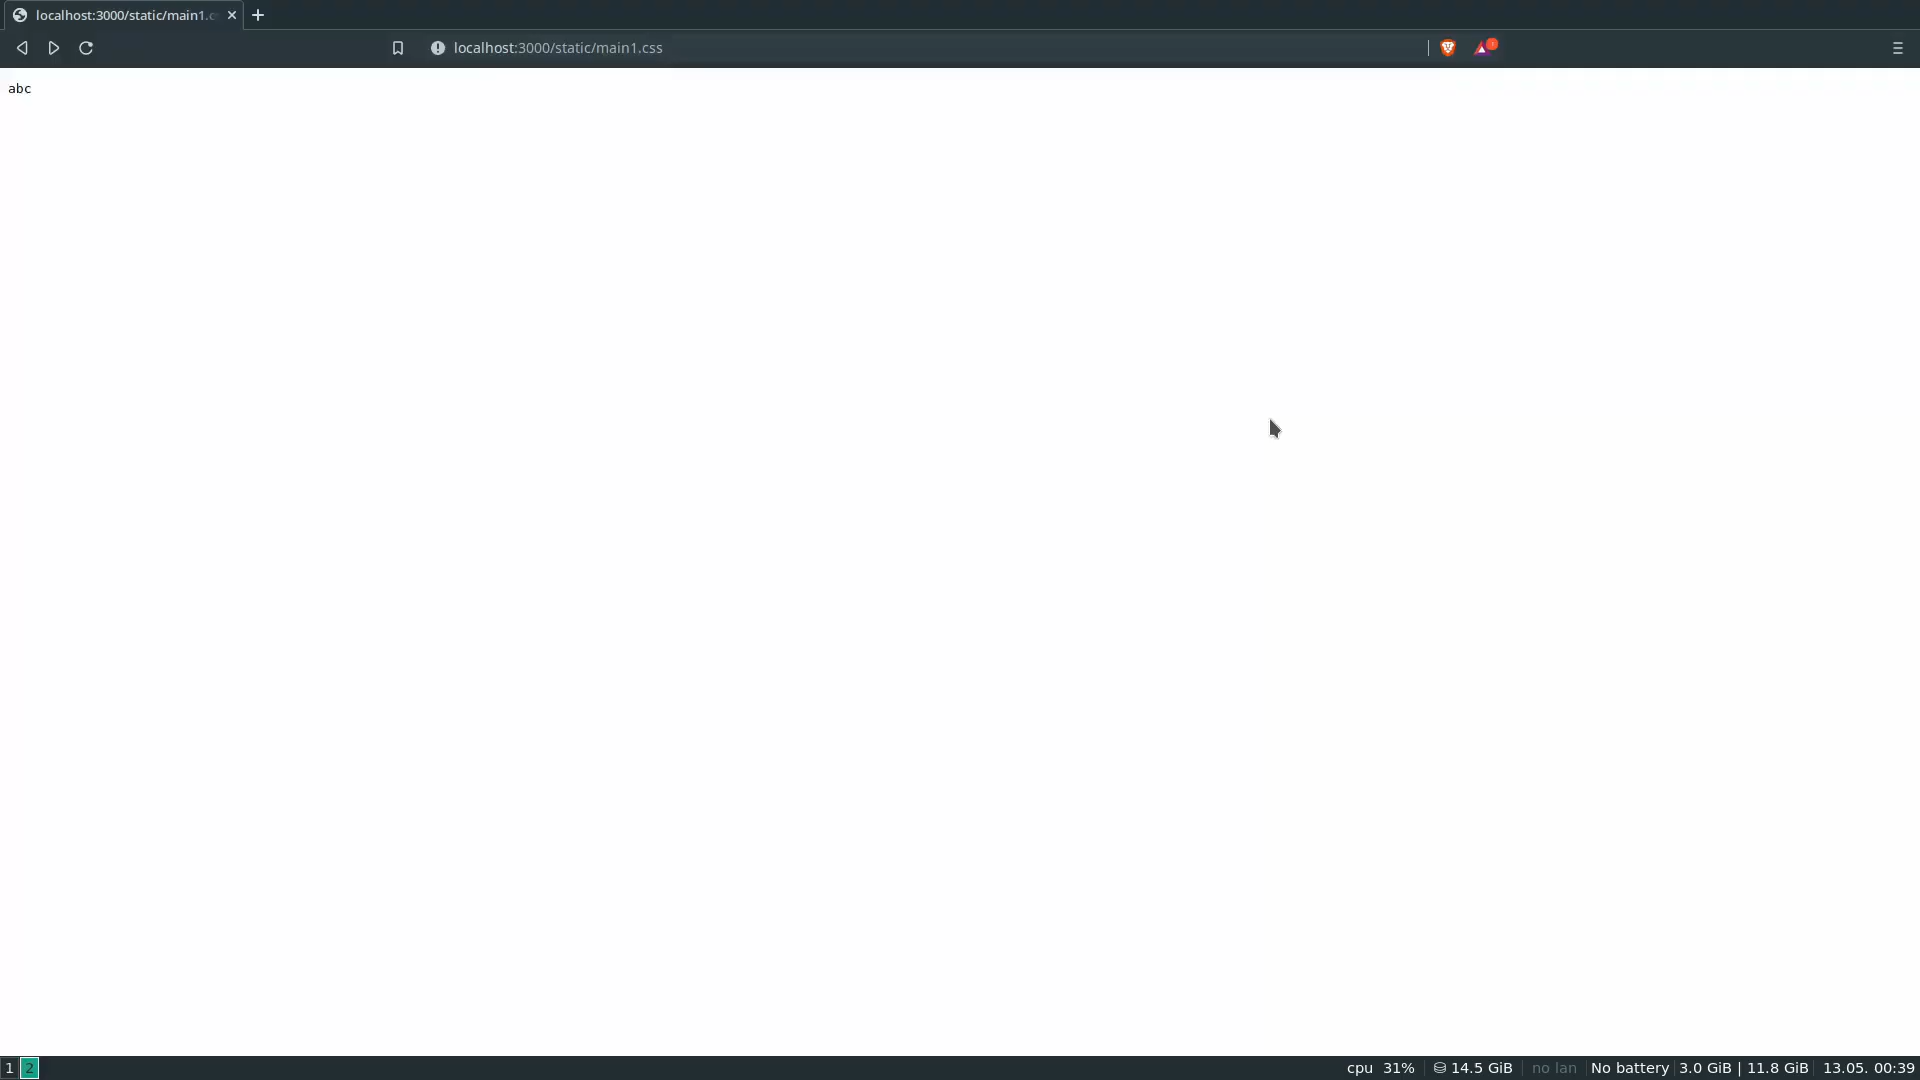 localhost:3000/static/main1.c
localhost:3000/static/main1.css
abc
1 2
cpu 31% 14.5 GiB no lan No battery 3.0 GiB | 11.8 GiB 13.05. 00:39